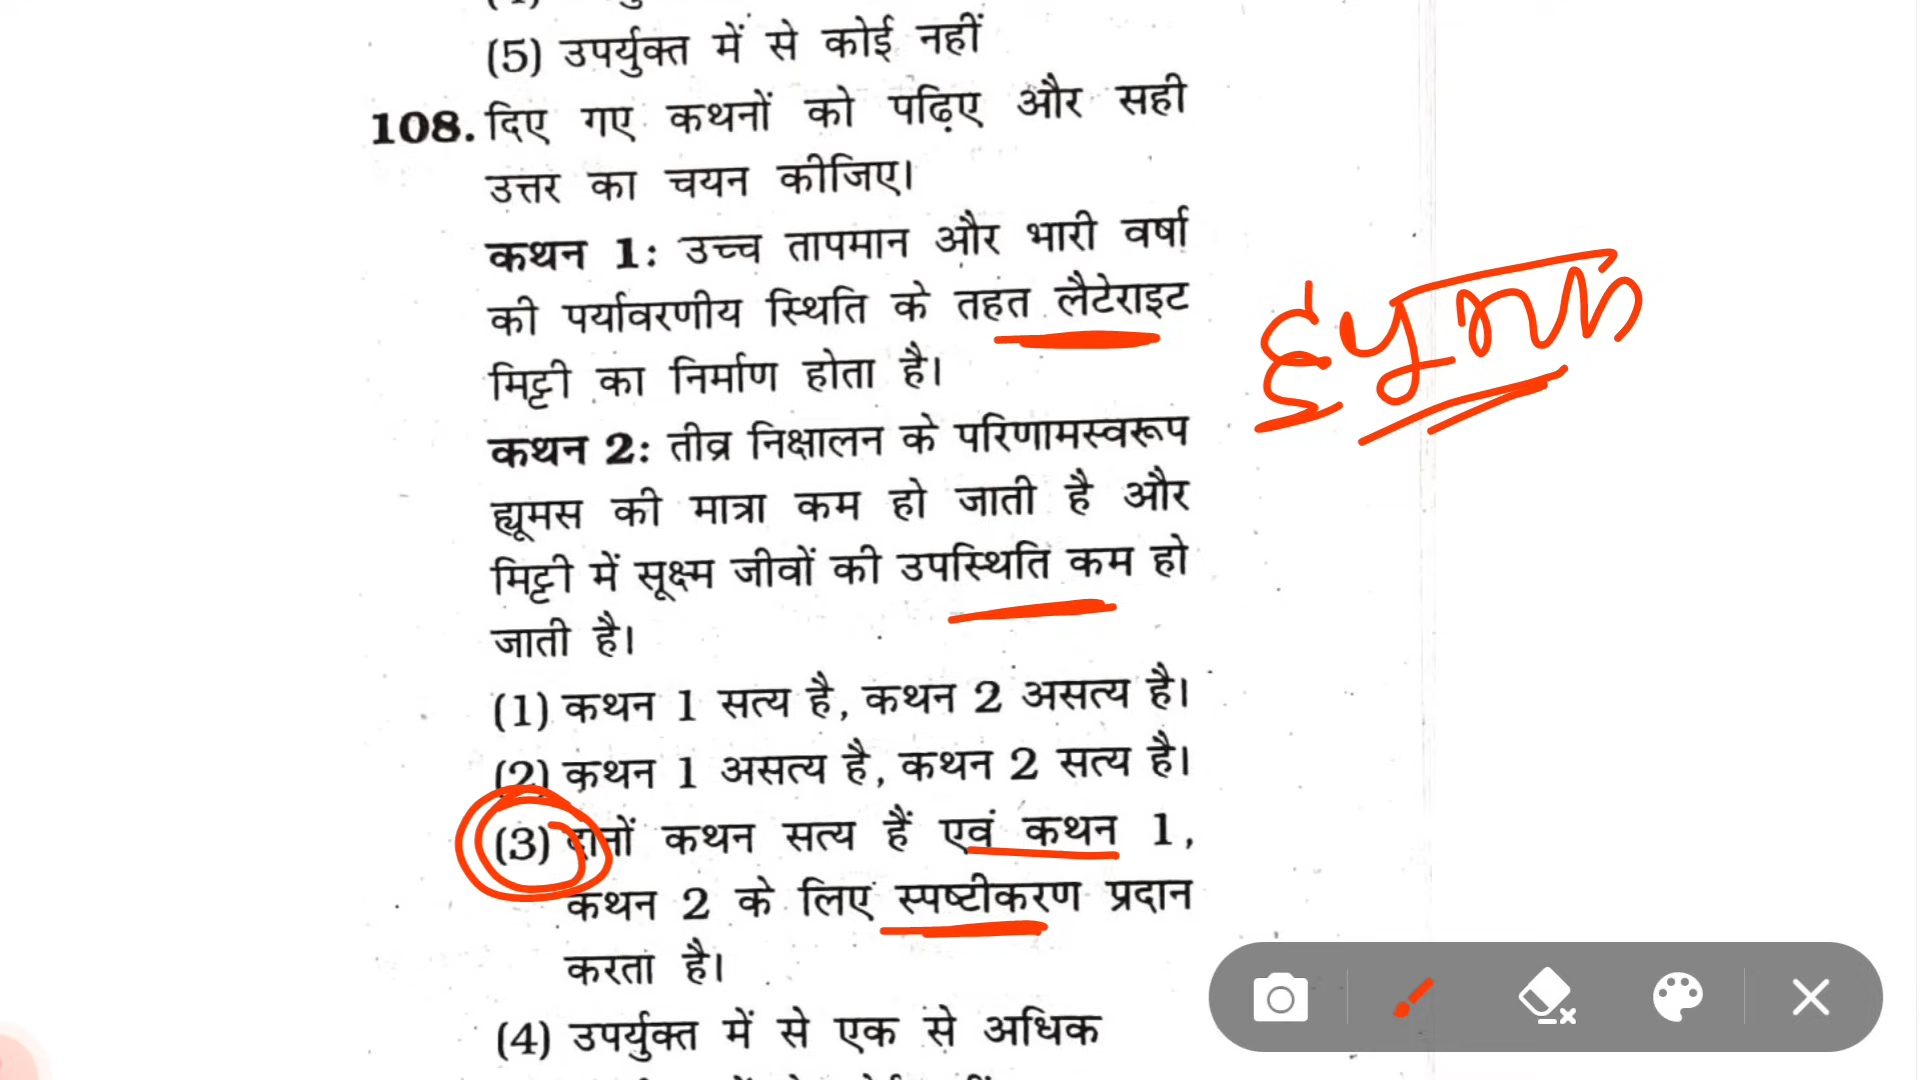 (5) उपर्युक्त में से कोई नहीं
108. दिए गए कथनों को पढ़िए और सही
उत्तर का चयन कीजिए।
कथन 1: उच्च तापमान और भारी वर्षा
की पर्यावरणीय स्थिति के तहत लैटेराइट
मिट्टी का निर्माण होता है।
कथन 2: तीव्र निक्षालन के परिणामस्वरूप
ह्यूमस की मात्रा कम हो जाती है और
मिट्टी में सूक्ष्म जीवों की उपस्थिति कम हो
जाती है।
(1) कथन 1 सत्य है, कथन 2 असत्य है।
(2) कथन 1 असत्य है, कथन 2 सत्य है।
(3) दोनों कथन सत्य हैं एवं कथन 1,
कथन 2 के लिए स्पष्टीकरण प्रदान
करता है।
(4) उपर्युक्त में से एक से अधिक